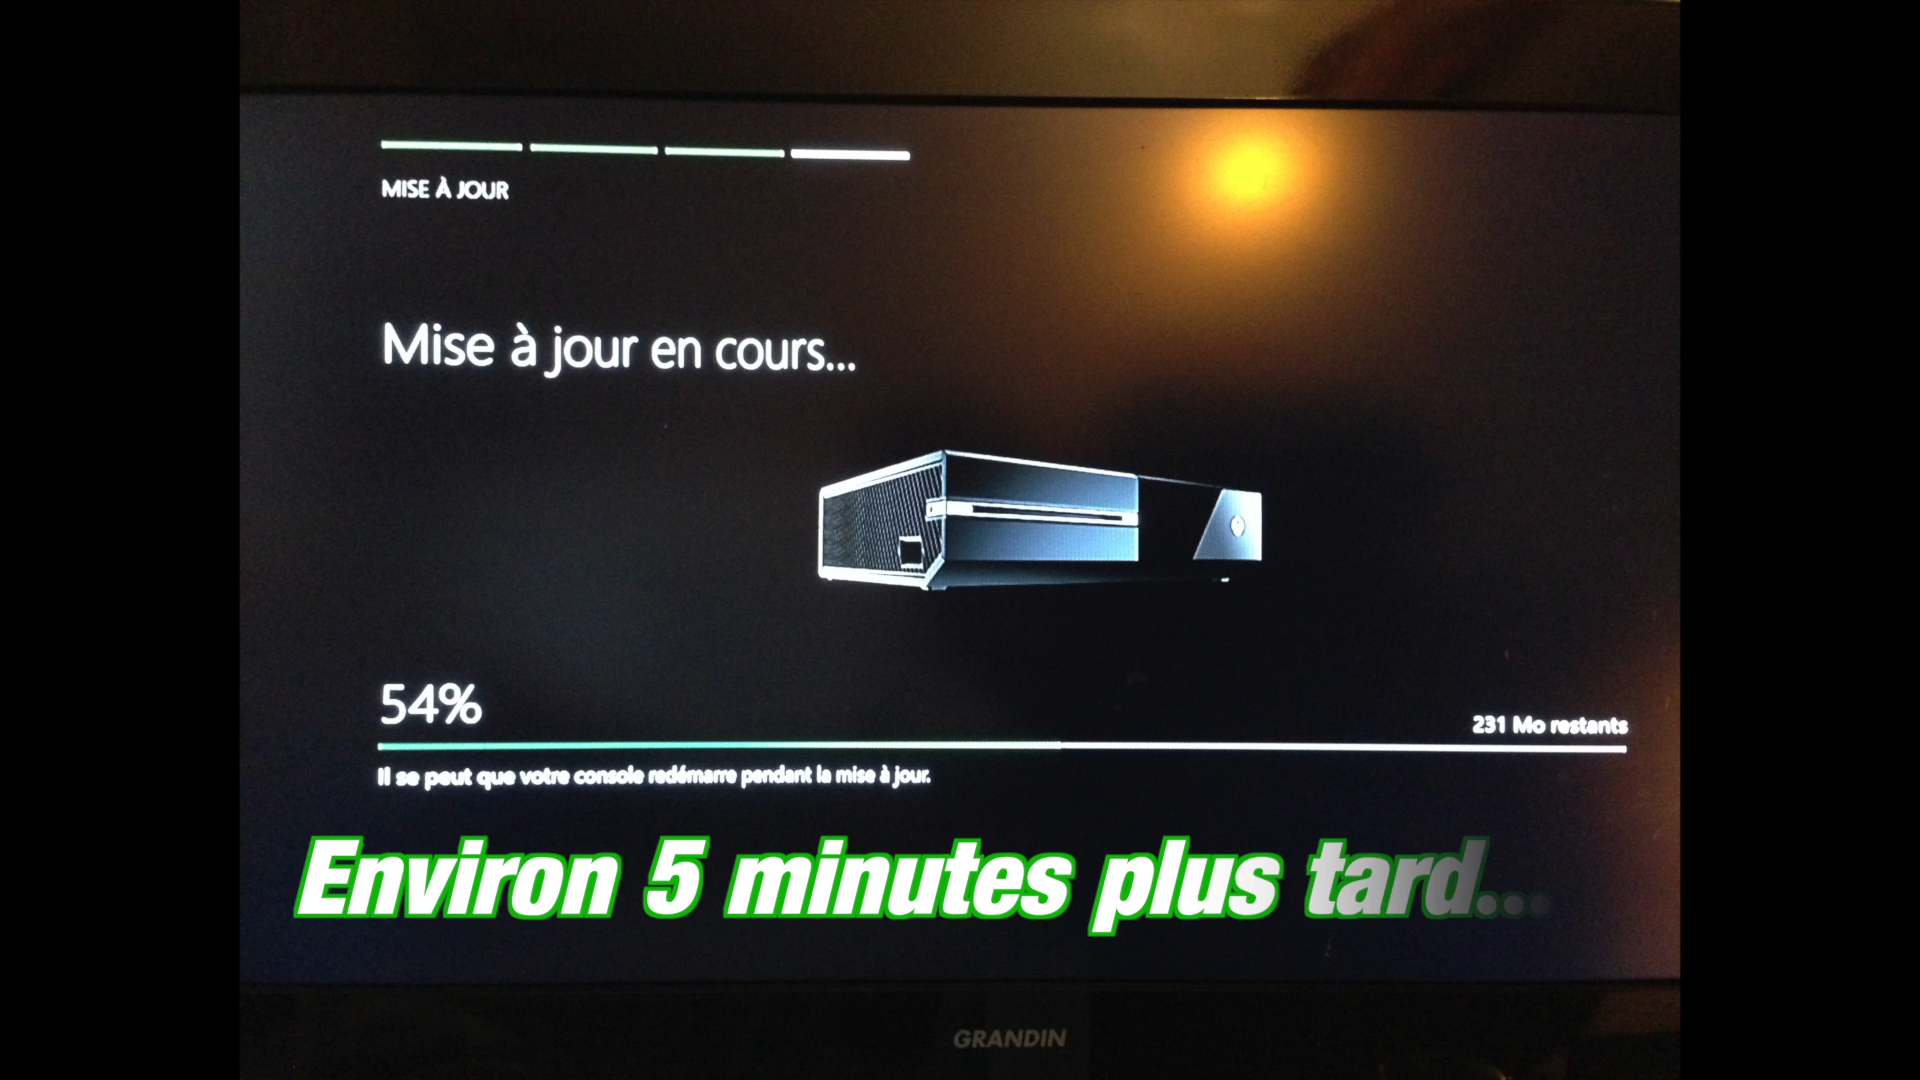 MISE À JOUR
Mise à jour en cours...
54%
231 Mo restants
Il se peut que votre console redémarre pendant la mise à jour.
Environ 5 minutes plus tard...
GRANDIN